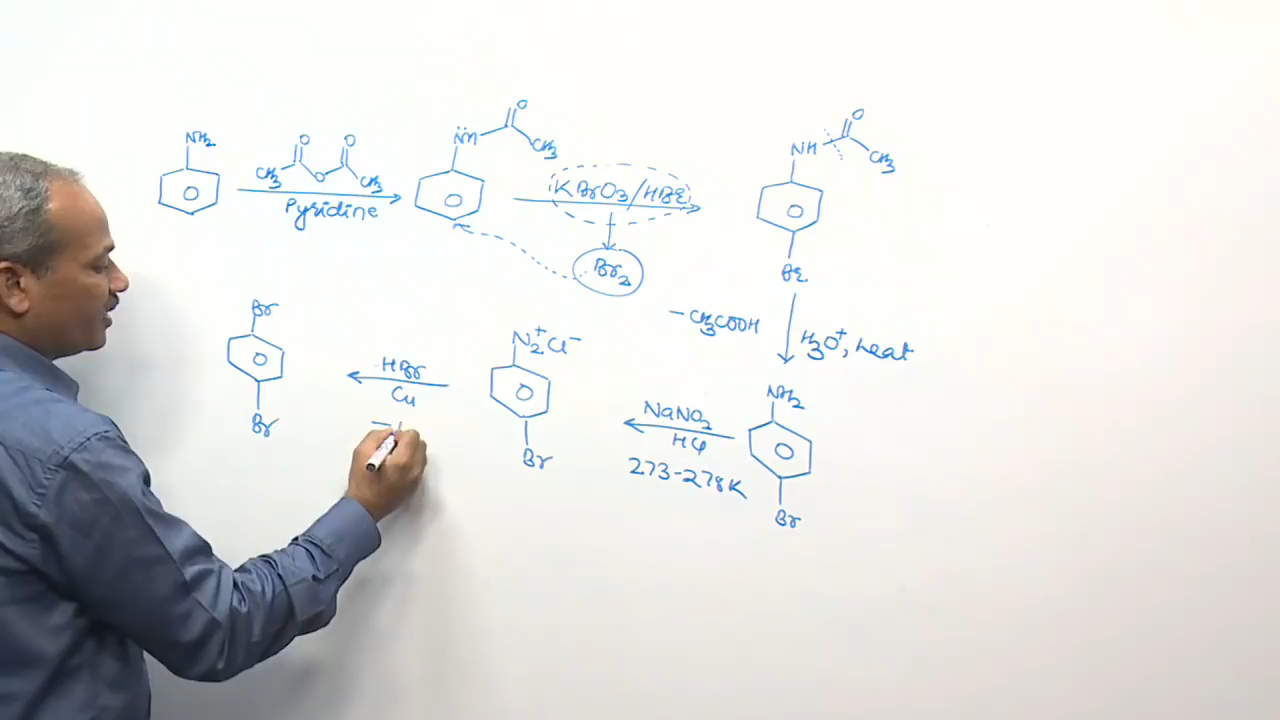 NH₂
O O
CH₃ O CH₃
Pyridine
O
N̈H CH₃
KBrO₃/HBr
Br₂
O
NH CH₃
Br
-CH₃COOH
H₃O⁺, heat
NH₂
Br
NaNO₂
HCl
273-278K
N₂⁺Cl⁻
Br
HBr
Cu
Br
Br